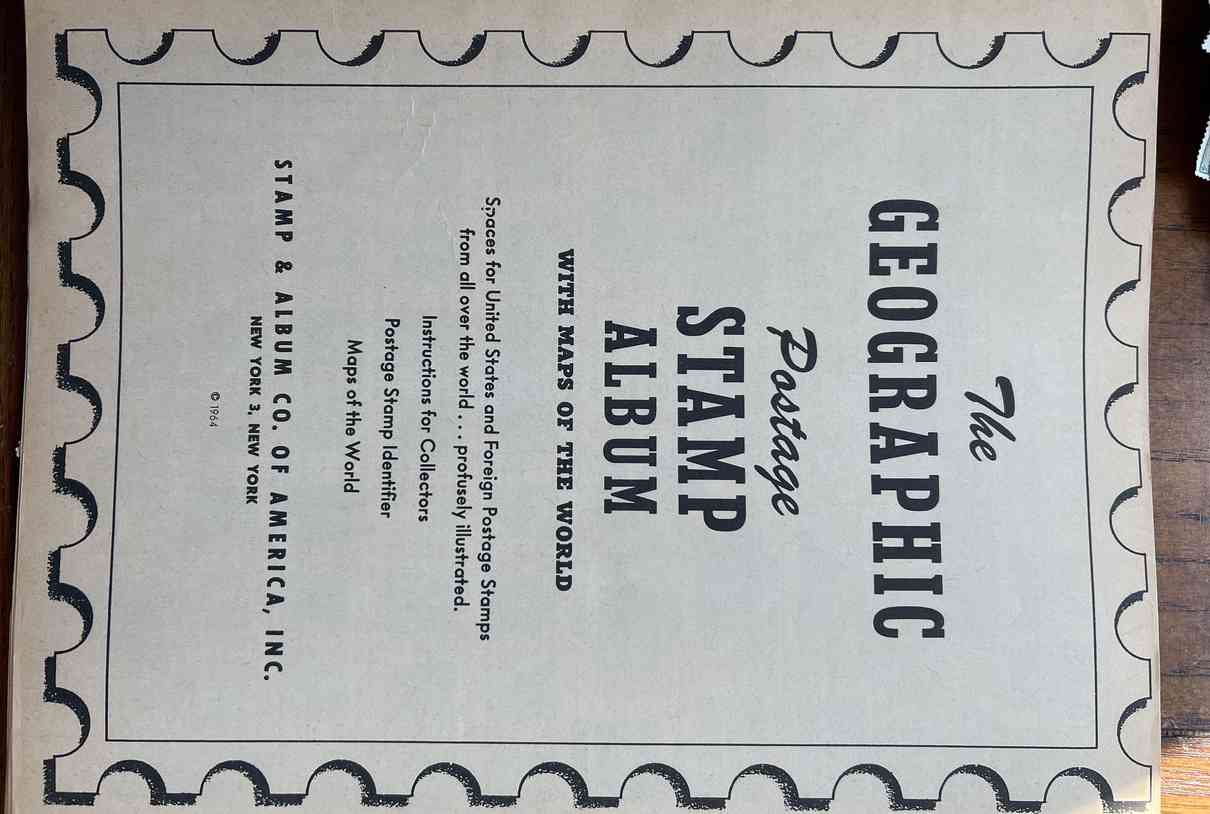 The
GEOGRAPHIC
Postage
STAMP
ALBUM
WITH MAPS OF THE WORLD
Spaces for United States and Foreign Postage Stamps
from all over the world . . . profusely illustrated.
Instructions for Collectors
Postage Stamp Identifier
Maps of the World
STAMP & ALBUM CO. OF AMERICA, INC.
NEW YORK 3, NEW YORK
© 1964